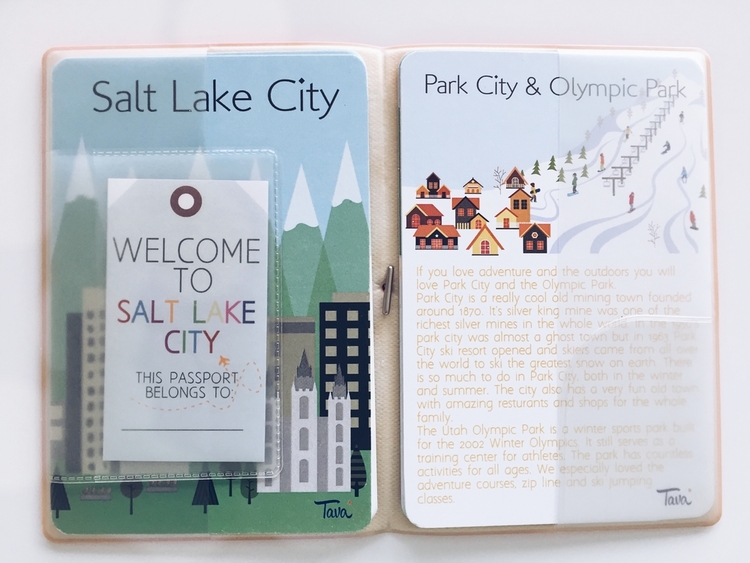 Salt Lake City
WELCOME
TO
SALT LAKE
CITY
THIS PASSPORT
BELONGS TO:
Tava
Park City & Olympic Park
If you love adventure and the outdoors you will
love Park City and the Olympic Park.
Park City is a really cool old mining town founded
around 1870. It's silver king mine was one of the
richest silver mines in the whole world. In the
park city was almost a ghost town but in 1963 Park
City ski resort opened and skiers came from all over
the world to ski the greatest snow on earth. There
is so much to do in Park City, both in the winter
and summer. The city also has a very fun old town
with amazing resturants and shops for the whole
family.
The Utah Olympic Park is a winter sports park built
for the 2002 Winter Olympics. It still serves as a
training center for athletes. The park has countless
activities for all ages. We especially loved the
adventure courses, zip line and ski jumping
classes.
Tava